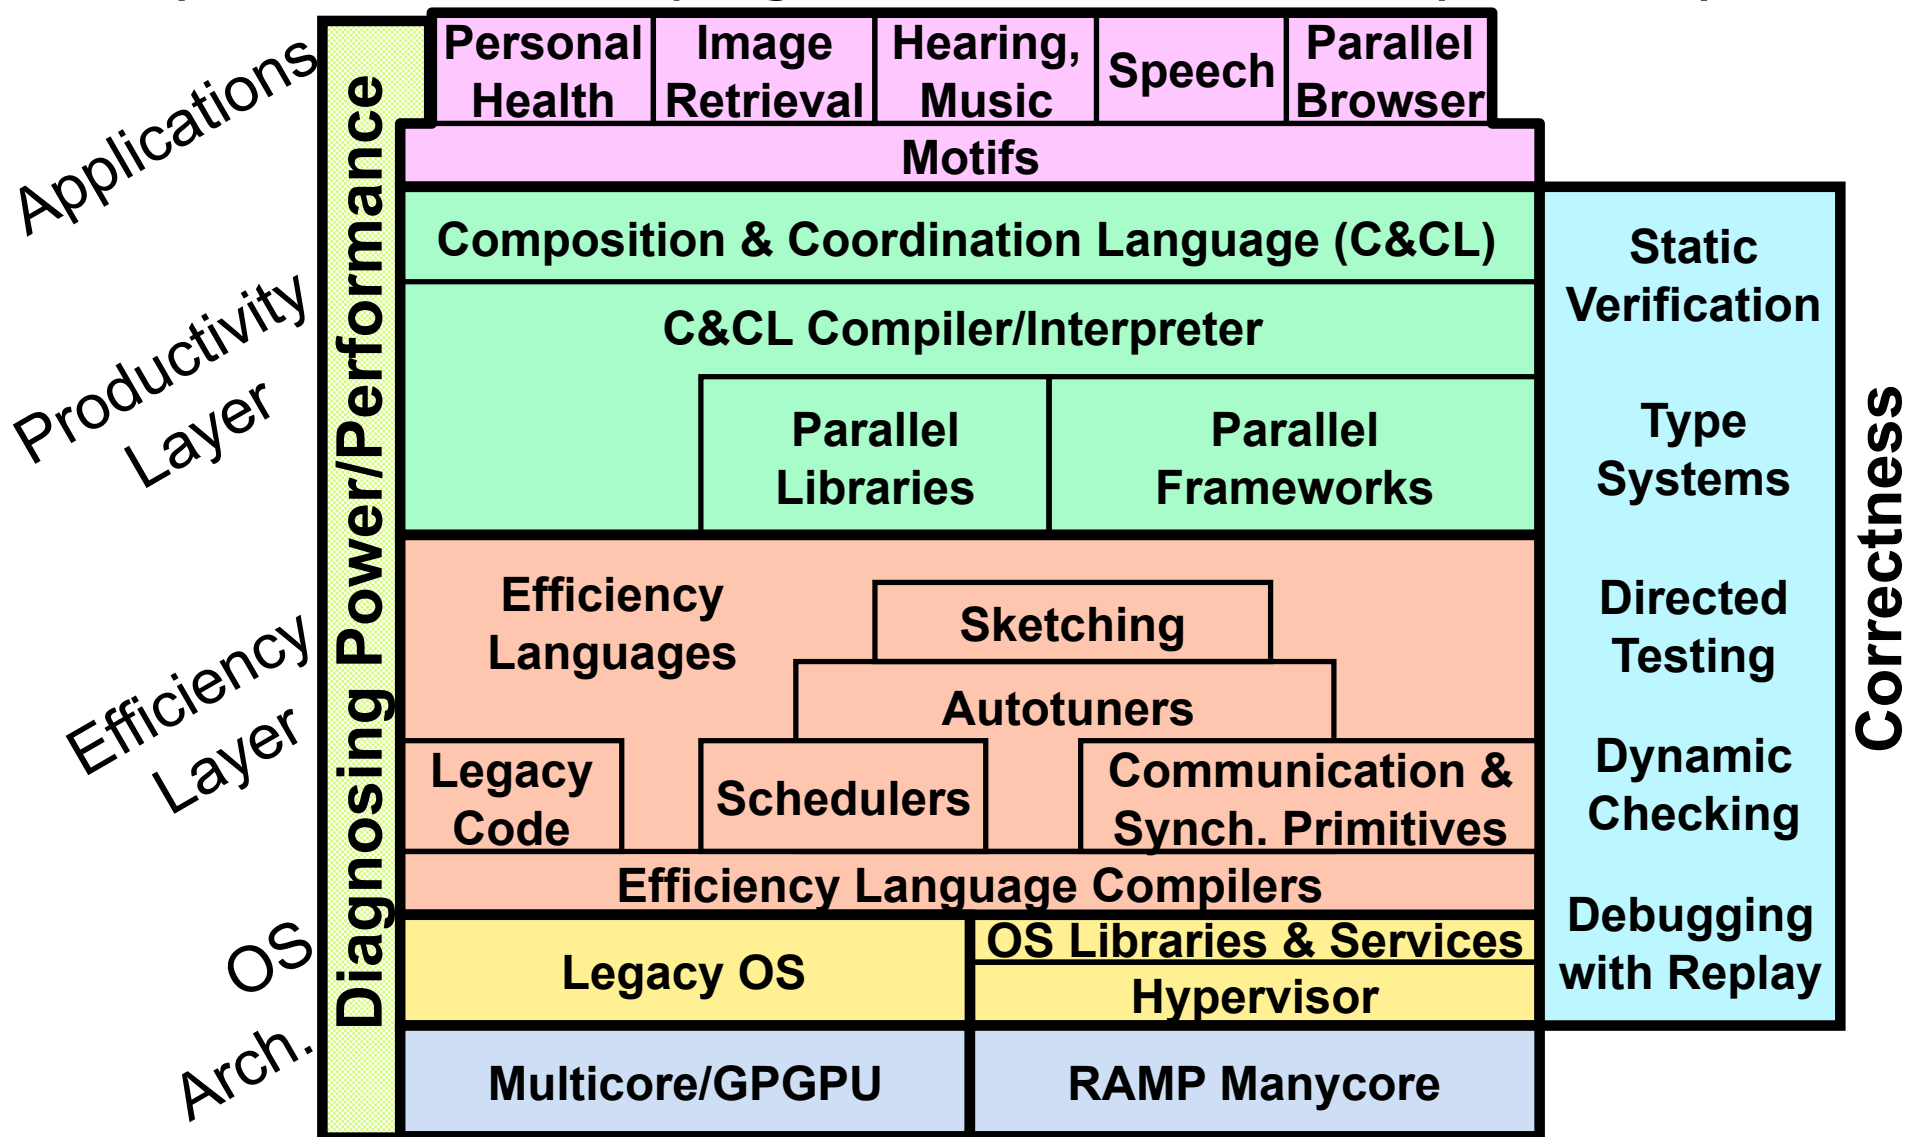 Applications
Productivity
Layer
Efficiency
Layer
OS
Arch.
Diagnosing Power/Performance
Personal
Health
Image
Retrieval
Hearing,
Music
Speech
Parallel
Browser
Motifs
Composition & Coordination Language (C&CL)
C&CL Compiler/Interpreter
Parallel
Libraries
Parallel
Frameworks
Efficiency
Languages
Sketching
Autotuners
Legacy
Code
Schedulers
Communication &
Synch. Primitives
Efficiency Language Compilers
Legacy OS
OS Libraries & Services
Hypervisor
Multicore/GPGPU
RAMP Manycore
Static
Verification
Type
Systems
Directed
Testing
Dynamic
Checking
Debugging
with Replay
Correctness